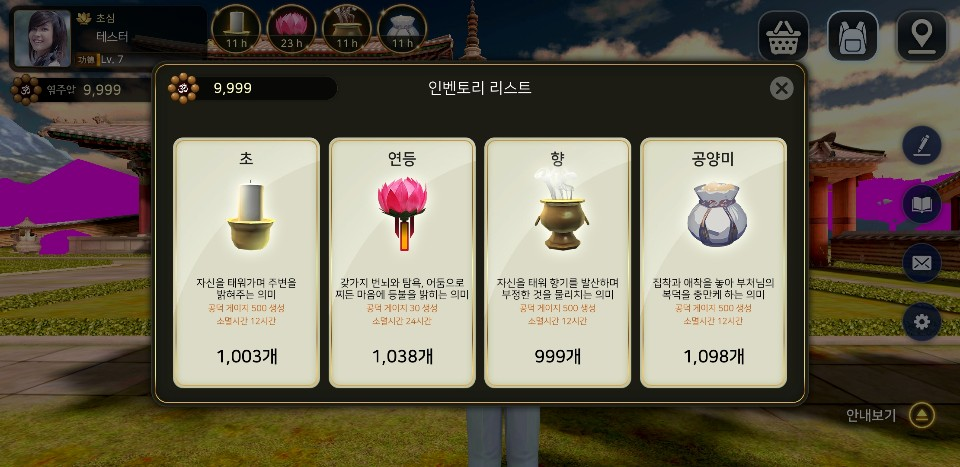 초심
테스터
功德 Lv. 7
염주알 9,999
11 h
23 h
11 h
11 h
9,999
인벤토리 리스트
초
자신을 태워가며 주변을
밝혀주는 의미
공덕 게이지 500 생성
소멸시간 12시간
1,003개
연등
갖가지 번뇌와 탐욕, 어둠으로
찌든 마음에 등불을 밝히는 의미
공덕 게이지 30 생성
소멸시간 24시간
1,038개
향
자신을 태워 향기를 발산하며
부정한 것을 물리치는 의미
공덕 게이지 500 생성
소멸시간 12시간
999개
공양미
집착과 애착을 놓아 부처님의
복덕을 충만케 하는 의미
공덕 게이지 500 생성
소멸시간 12시간
1,098개
안내보기